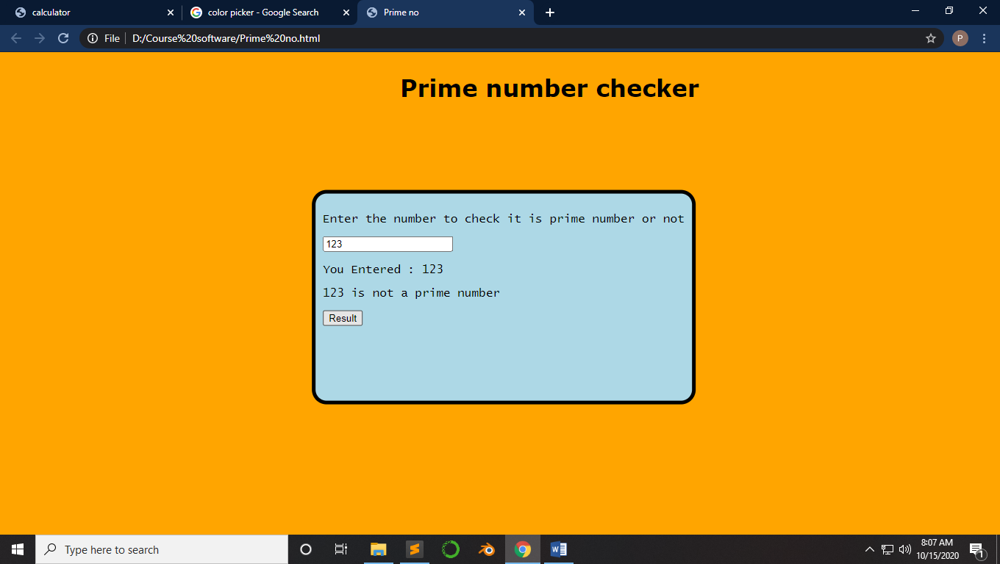 calculator
color picker - Google Search
Prime no
File
D:/Course%20software/Prime%20no.html
P
Prime number checker
Enter the number to check it is prime number or not
123
You Entered : 123
123 is not a prime number
Result
Type here to search
8:07 AM
10/15/2020
1